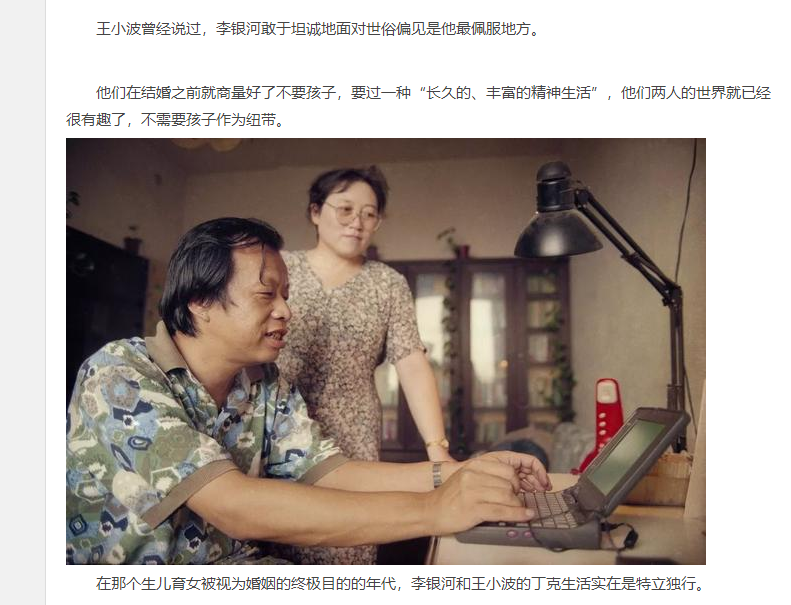 王小波曾经说过，李银河敢于坦诚地面对世俗偏见是他最佩服地方。
他们在结婚之前就商量好了不要孩子，要过一种“长久的、丰富的精神生活”，他们两人的世界就已经
很有趣了，不需要孩子作为纽带。
在那个生儿育女被视为婚姻的终极目的的年代，李银河和王小波的丁克生活实在是特立独行。